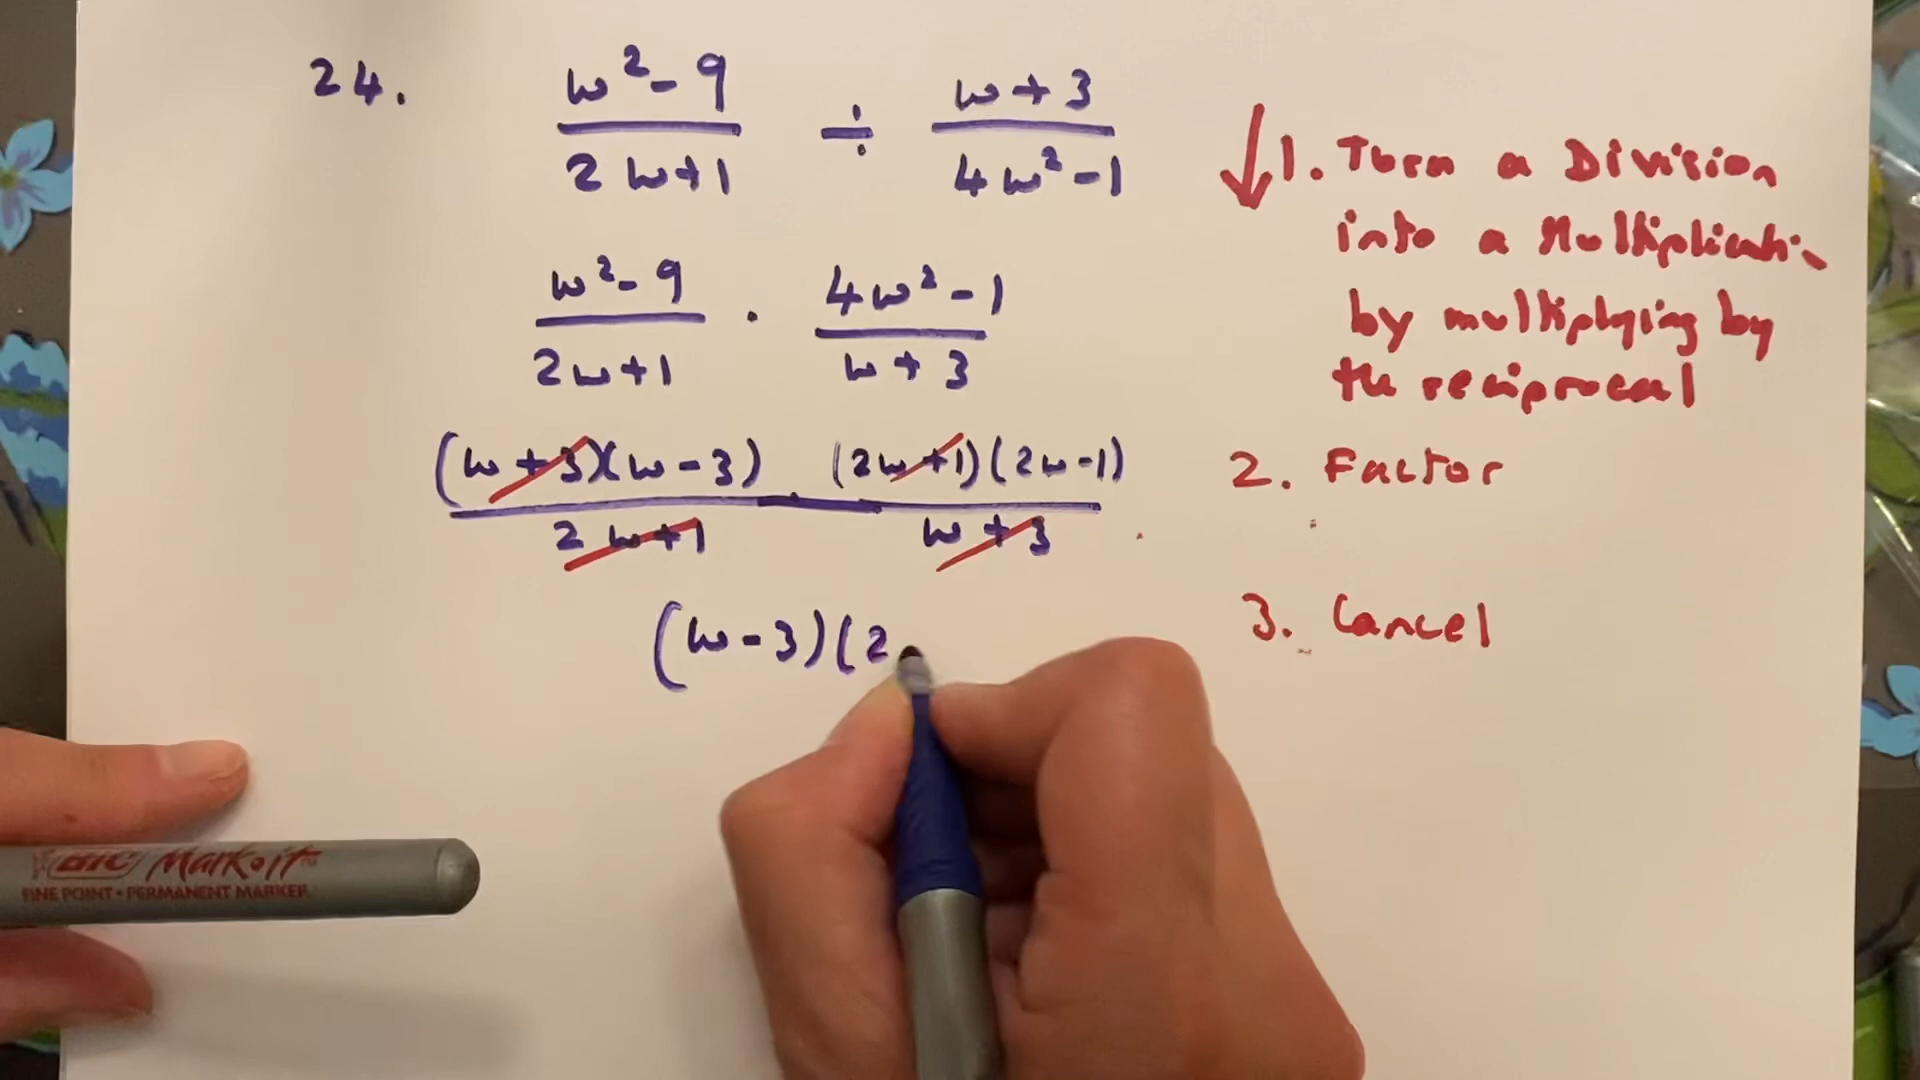 24. w²-9 / 2w+1 ÷ w+3 / 4w²-1
w²-9 / 2w+1 · 4w²-1 / w+3
(w+3)(w-3) / 2w+1 · (2w+1)(2w-1) / w+3
(w-3)(2
1. Turn a Division
into a Multiplication
by multiplying by
the reciprocal
2. Factor
3. Cancel
BIC Mark-it™
FINE POINT • PERMANENT MARKER